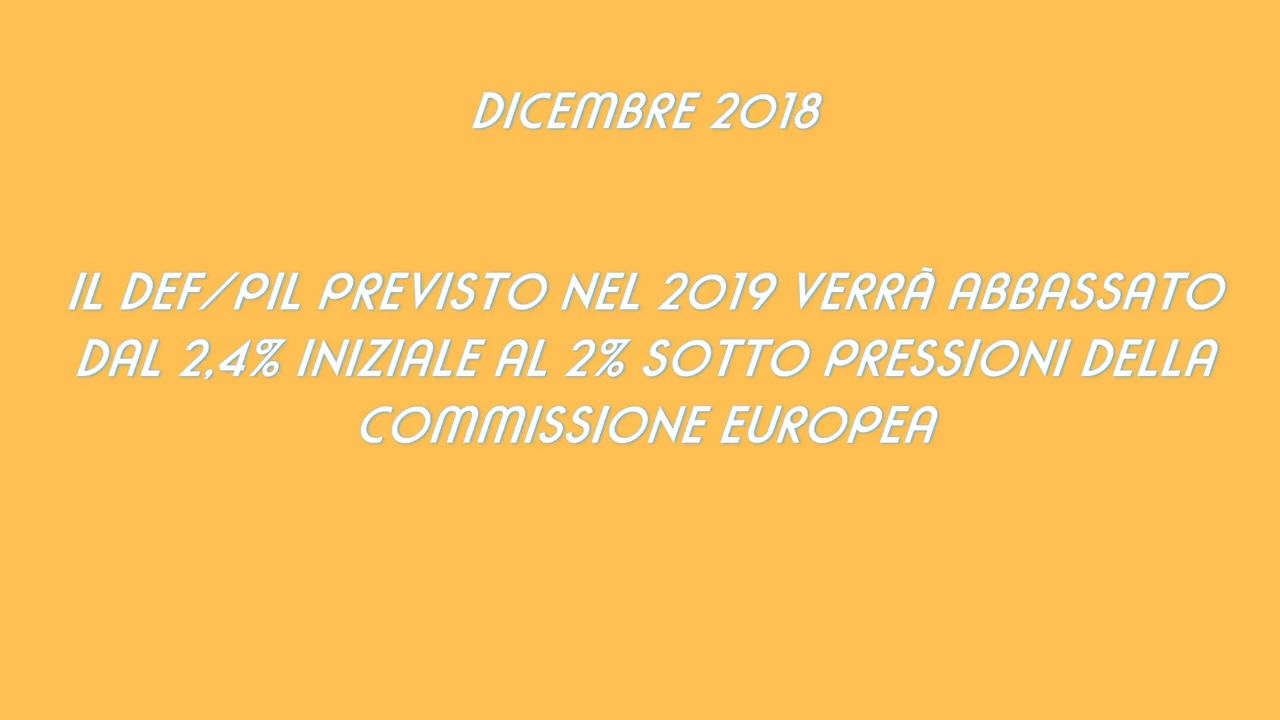 DICEMBRE 2018
IL DEF/PIL PREVISTO NEL 2019 VERRÀ ABBASSATO
DAL 2,4% INIZIALE AL 2% SOTTO PRESSIONI DELLA
COMMISSIONE EUROPEA